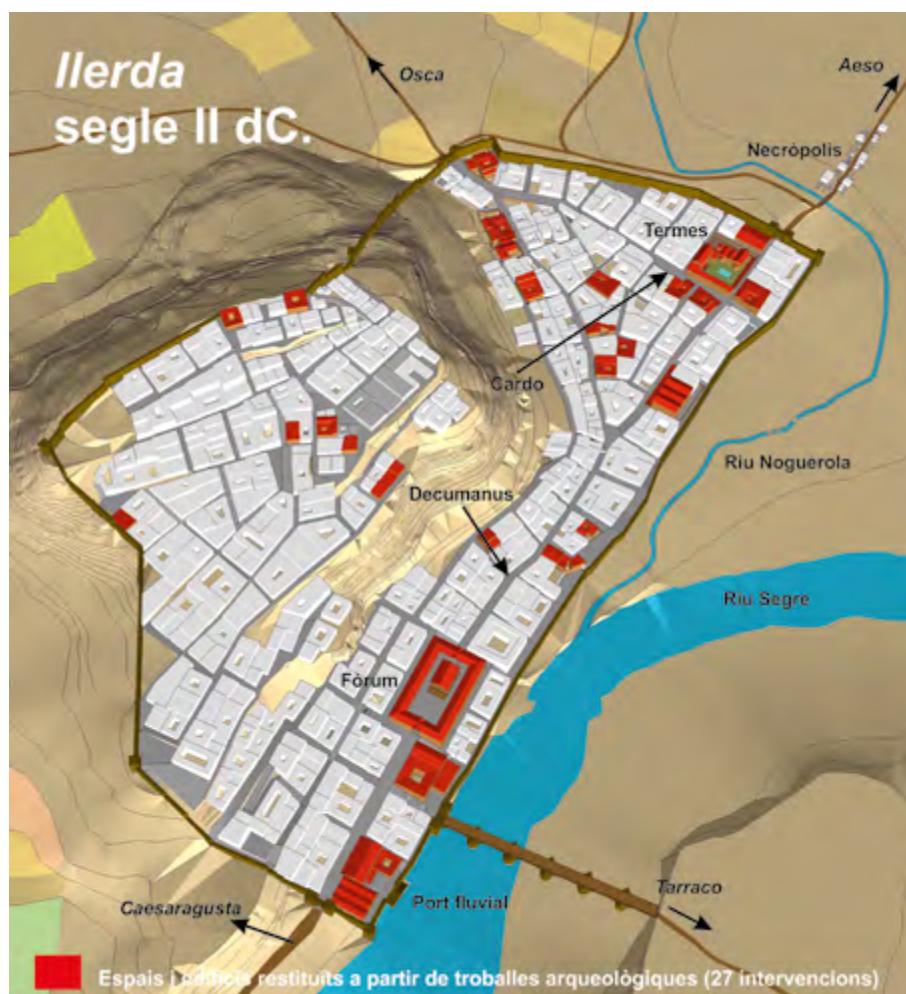 Ilerda
segle II dC.
Osca
Aeso
Necròpolis
Termes
Cardo
Riu Noguerola
Decumanus
Riu Segre
Fòrum
Port fluvial
Tarraco
Caesaragusta
Espais i edificis restituïts a partir de troballes arqueològiques (27 intervencions)